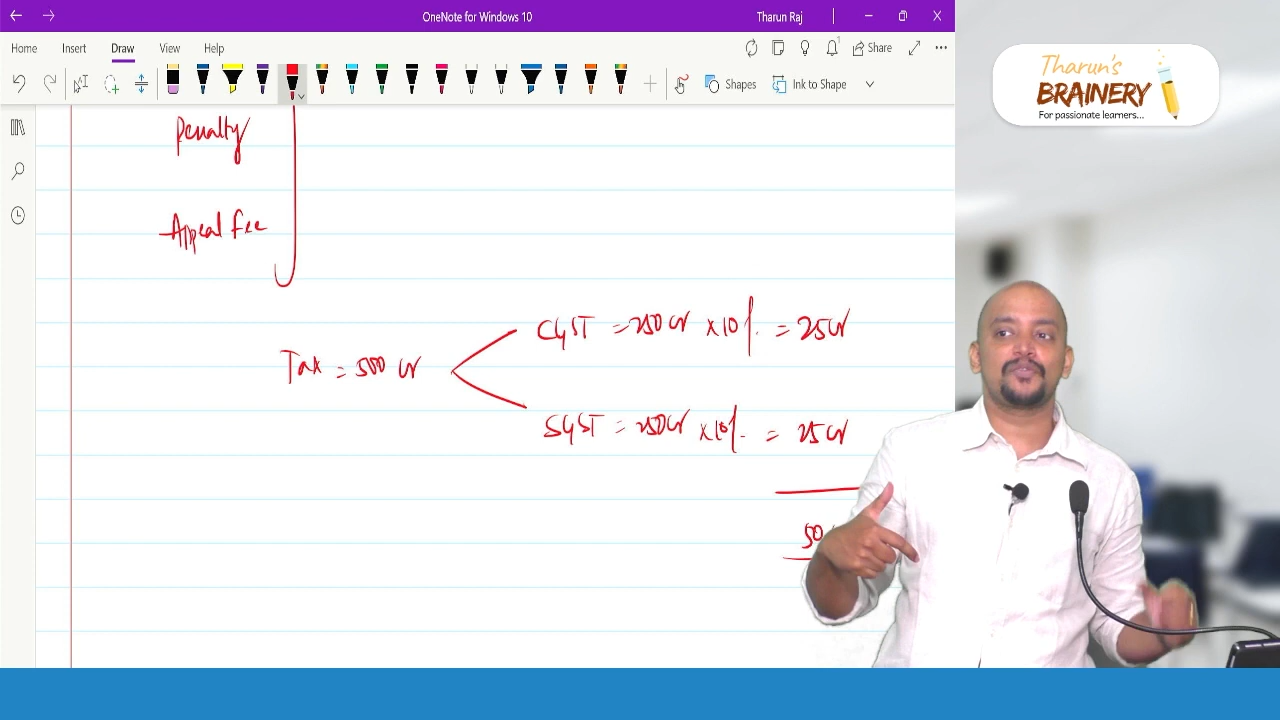 OneNote for Windows 10
Tharun Raj
Home Insert Draw View Help
Share
Shapes
Ink to Shape
Tharun's
BRAINERY
For passionate learners...
Penalty
Appeal Fee
CGST = 250 cr x 10% = 25 cr
Tax = 500 cr
SGST = 250 cr x 10% = 25 cr
50